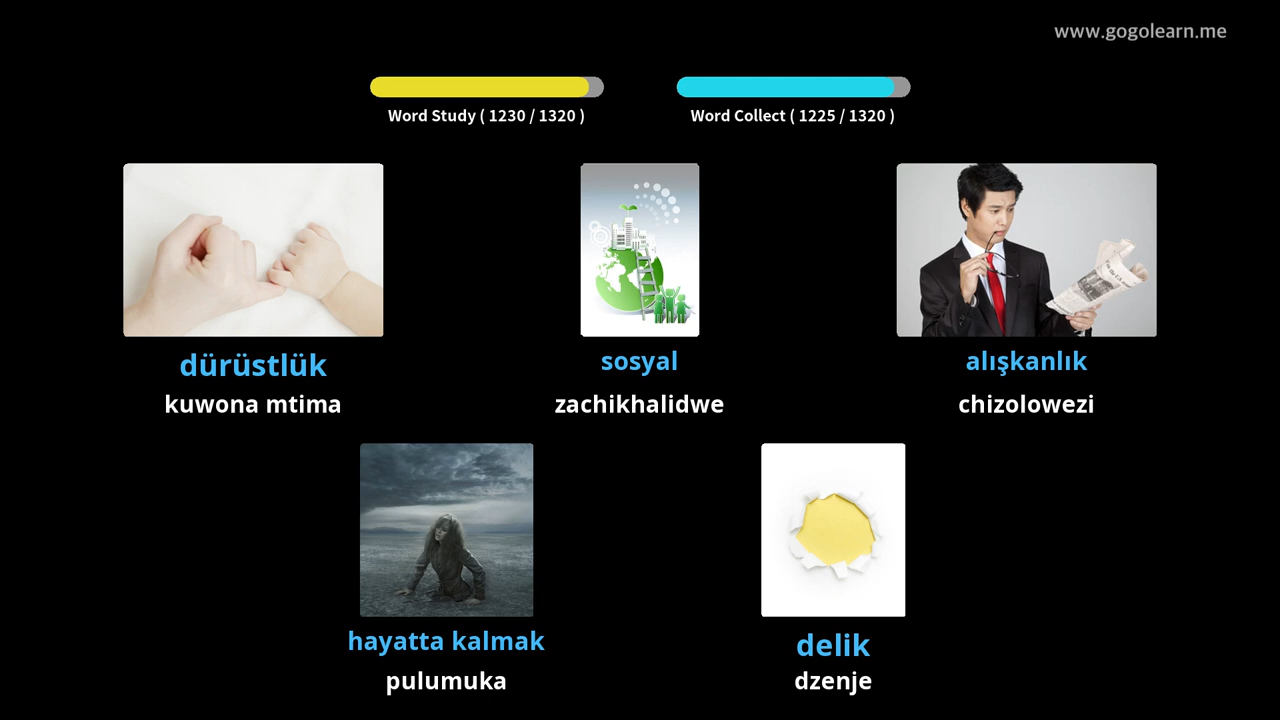 www.gogolearn.me
Word Study ( 1230 / 1320 )
Word Collect ( 1225 / 1320 )
dürüstlük
sosyal
alışkanlık
kuwona mtima
zachikhalidwe
chizolowezi
hayatta kalmak
delik
pulumuka
dzenje